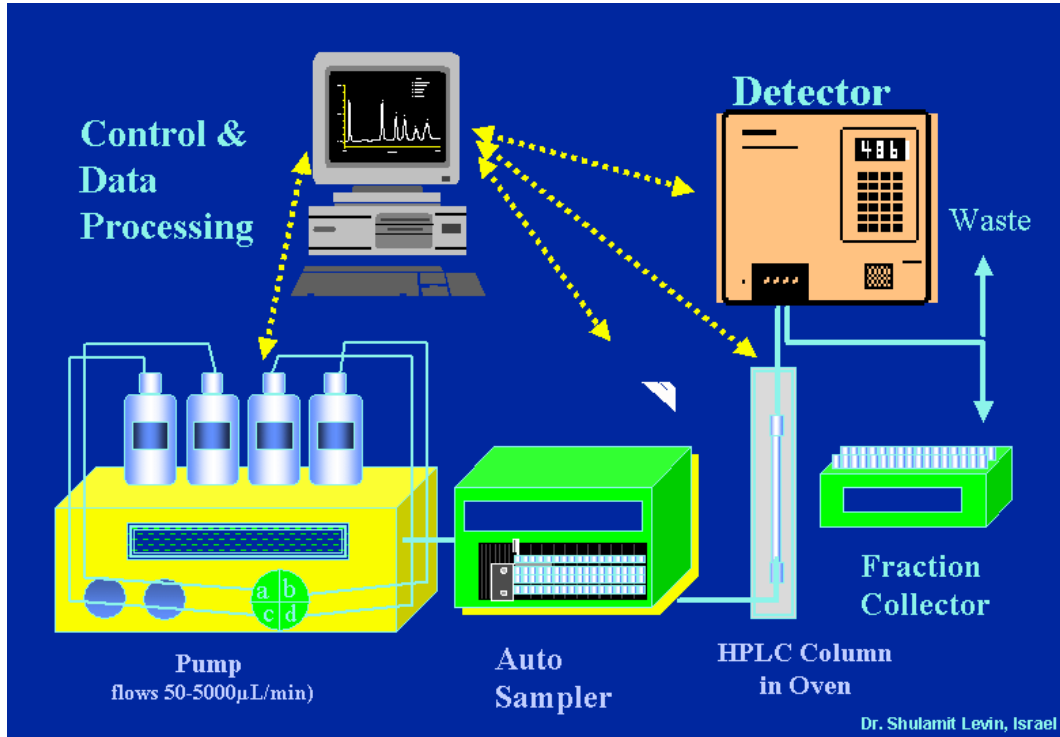 Control &
Data
Processing
Detector
486
Waste
a b
c d
Pump
flows 50-5000µL/min)
Auto
Sampler
HPLC Column
in Oven
Fraction
Collector
Dr. Shulamit Levin, Israel